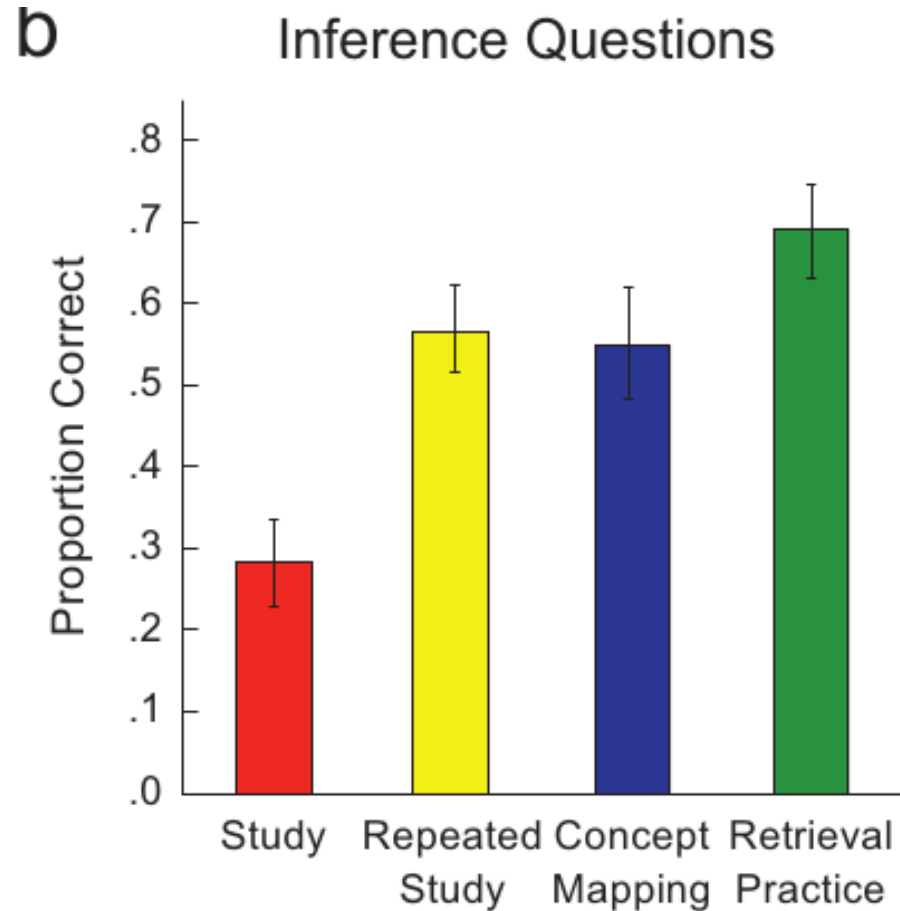 b
Inference Questions
Proportion Correct
.8
.7
.6
.5
.4
.3
.2
.1
.0
Study
Repeated Study
Concept Mapping
Retrieval Practice